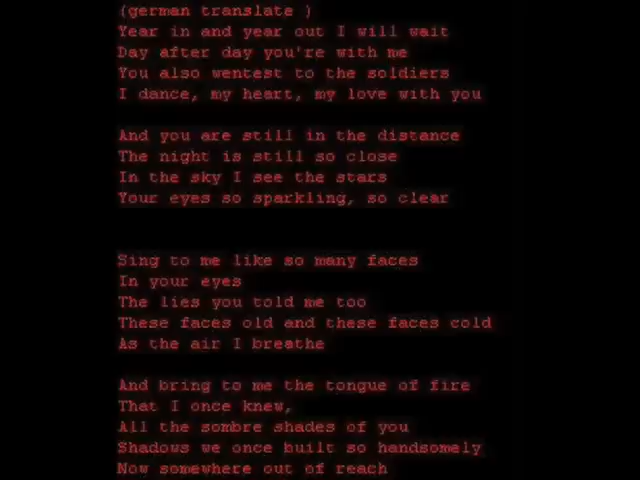 (german translate )
Year in and year out I will wait
Day after day you're with me
You also wentest to the soldiers
I dance, my heart, my love with you
And you are still in the distance
The night is still so close
In the sky I see the stars
Your eyes so sparkling, so clear
Sing to me like so many faces
In your eyes
The lies you told me too
These faces old and these faces cold
As the air I breathe
And bring to me the tongue of fire
That I once knew,
All the sombre shades of you
Shadows we once built so handsomely
Now somewhere out of reach